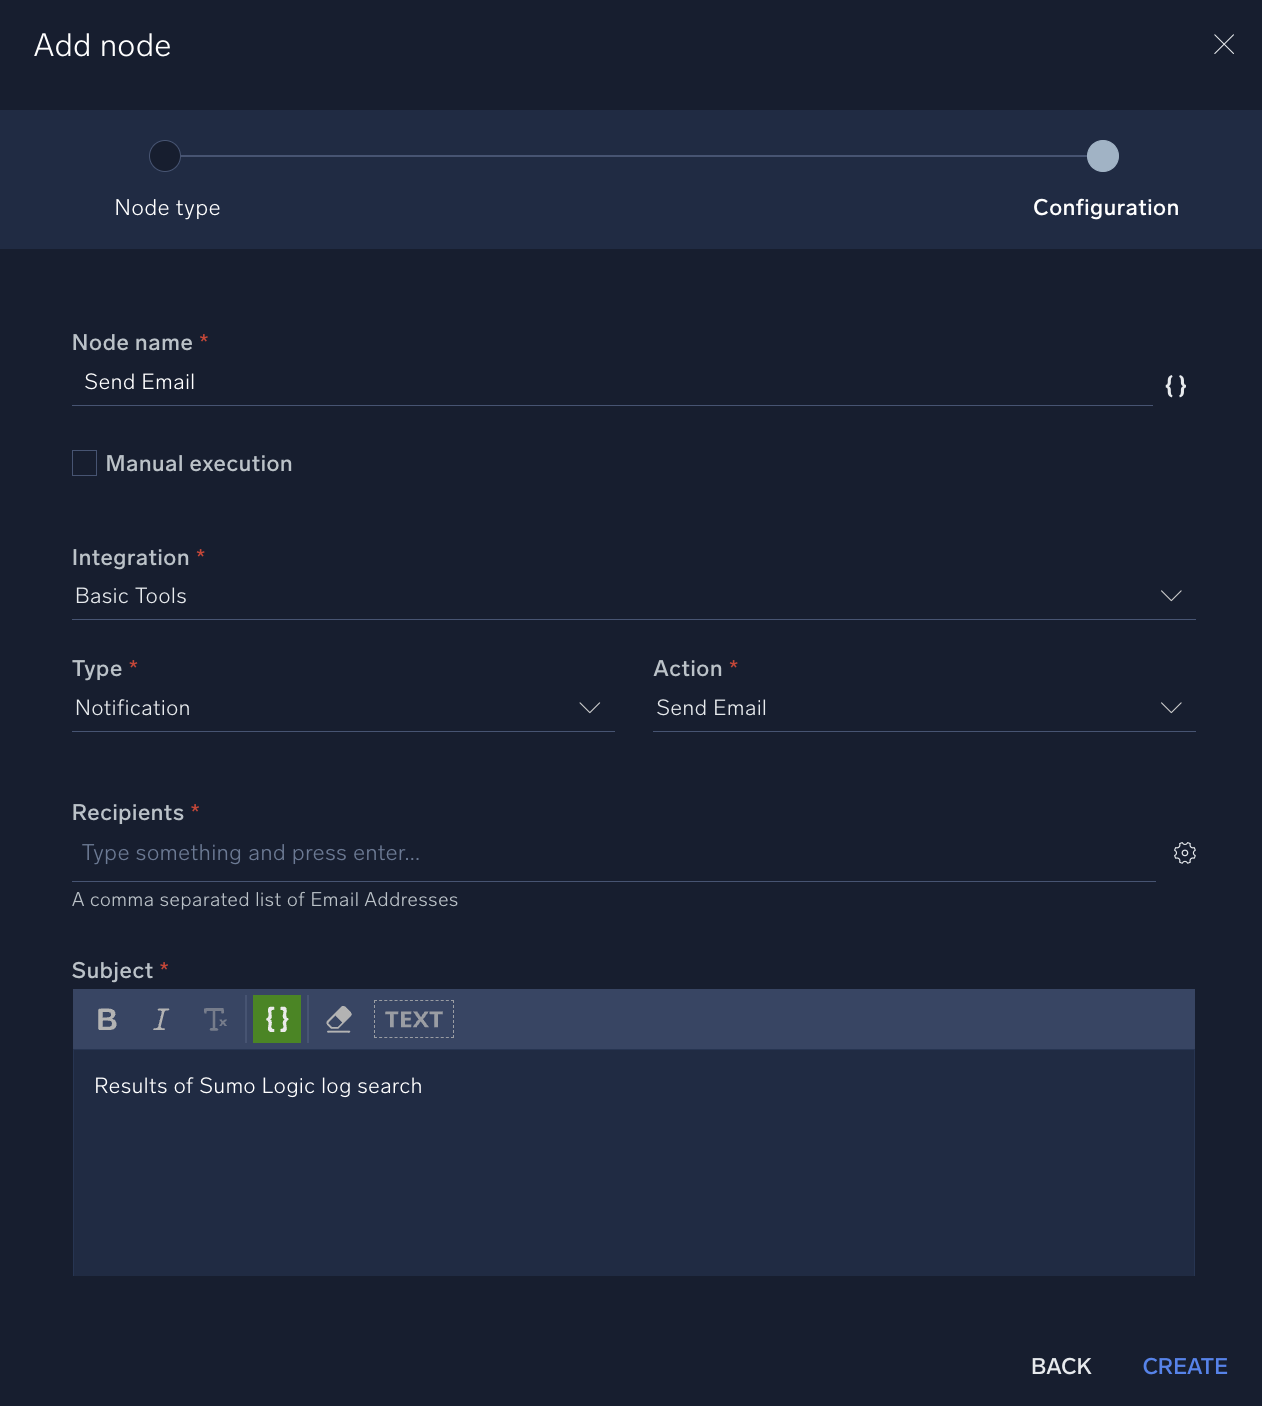 Add node
Node type
Configuration
Node name *
Send Email
{ }
Manual execution
Integration *
Basic Tools
Type *
Action *
Notification
Send Email
Recipients *
Type something and press enter...
A comma separated list of Email Addresses
Subject *
B I Tx { } TEXT
Results of Sumo Logic log search
BACK CREATE